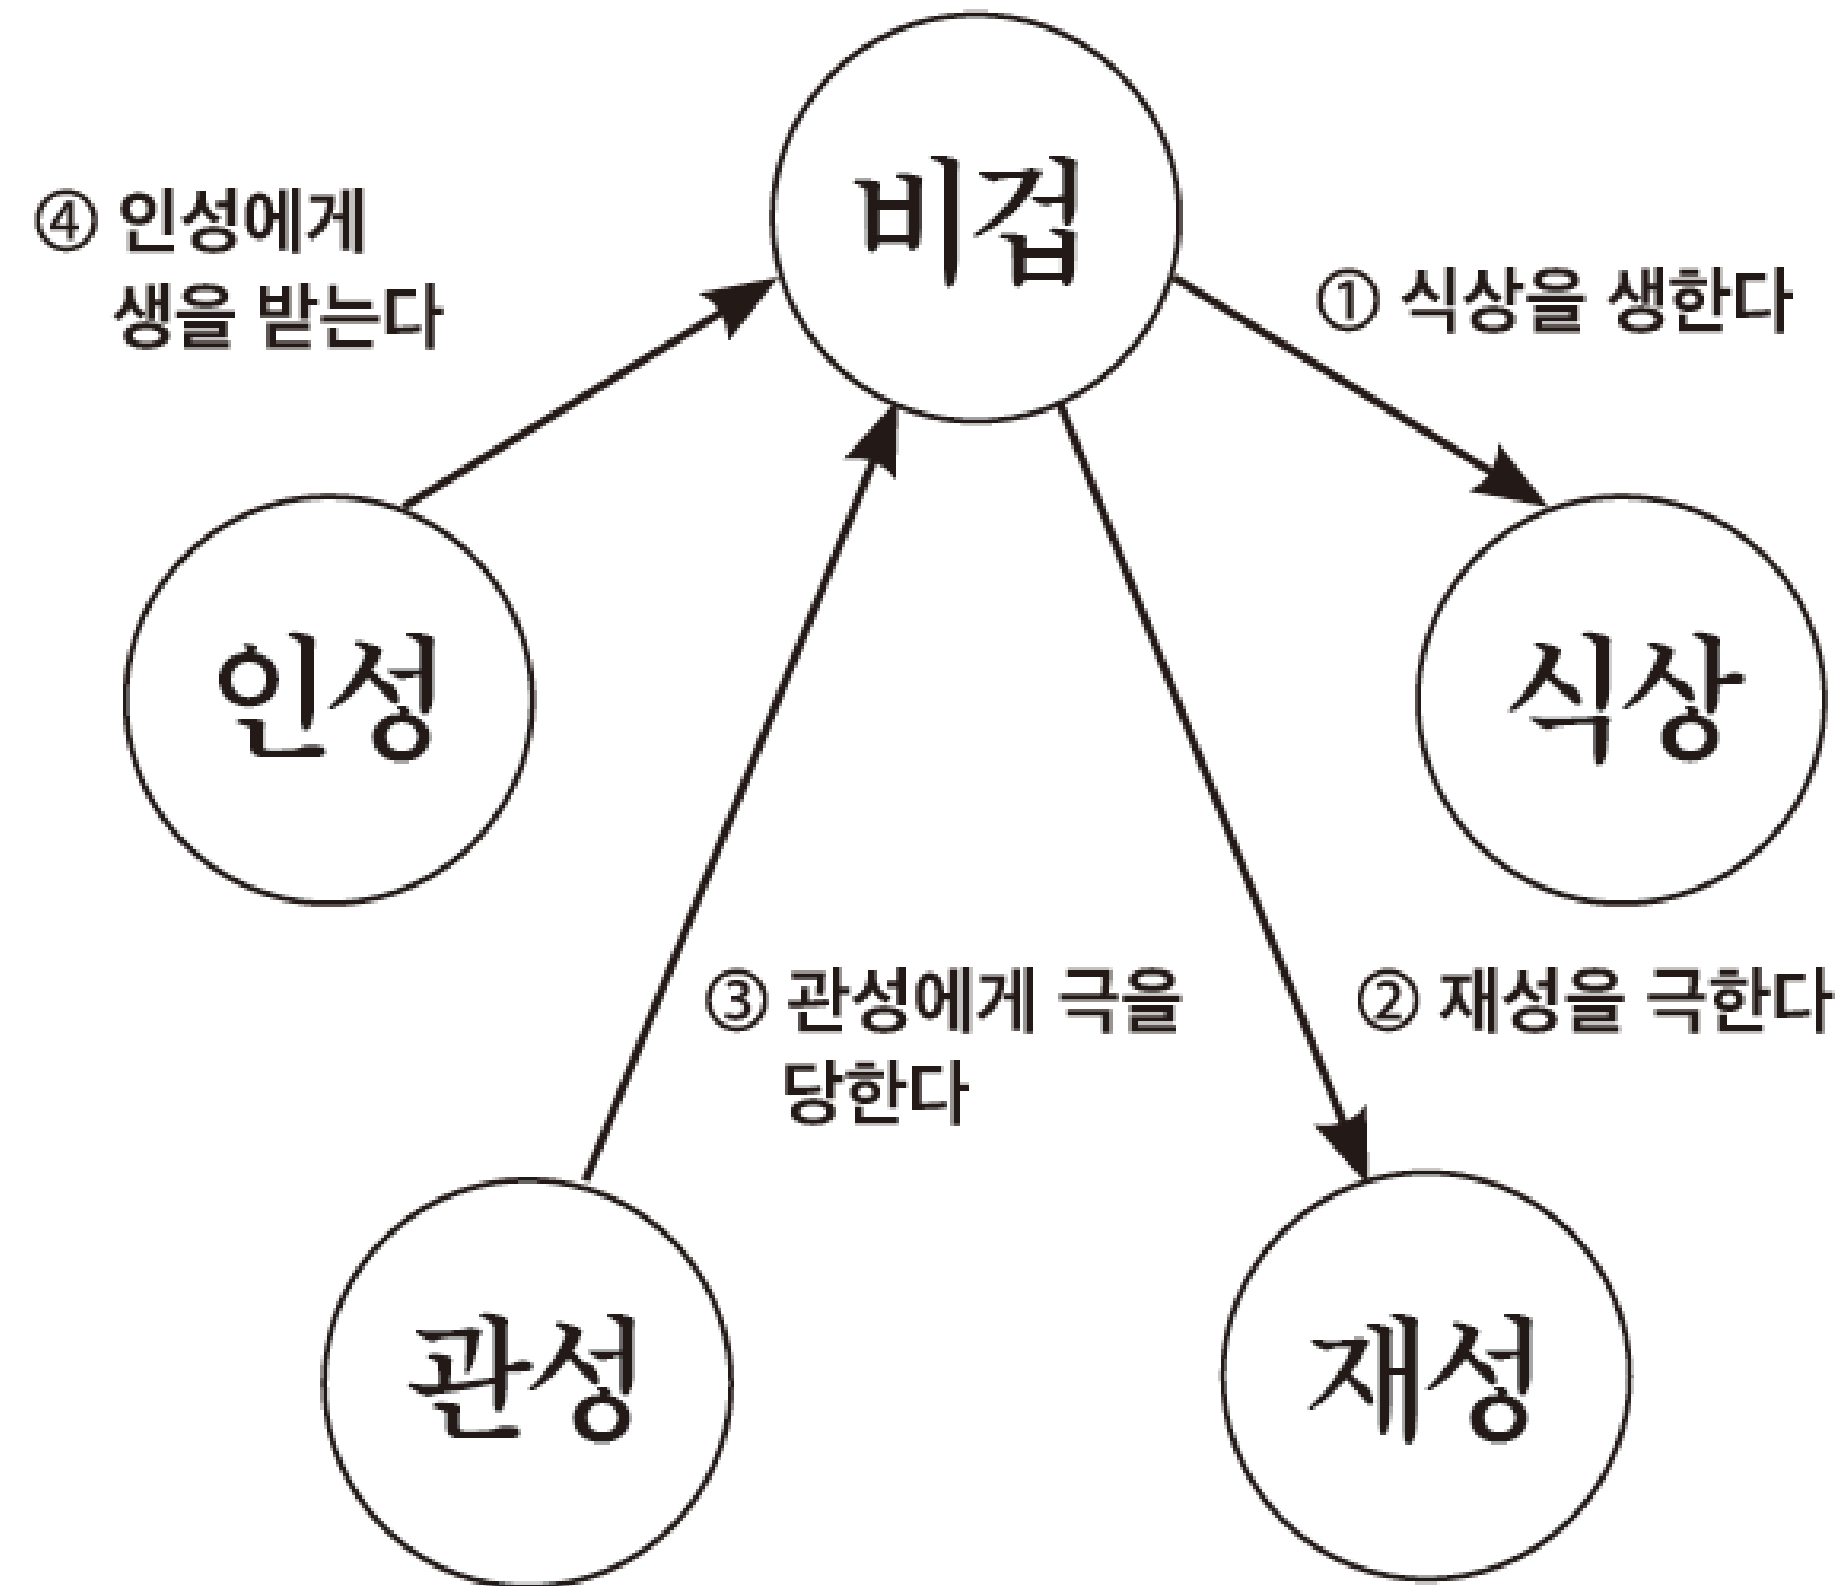 비겁
④ 인성에게
생을 받는다
① 식상을 생한다
인성
식상
③ 관성에게 극을
당한다
② 재성을 극한다
관성
재성